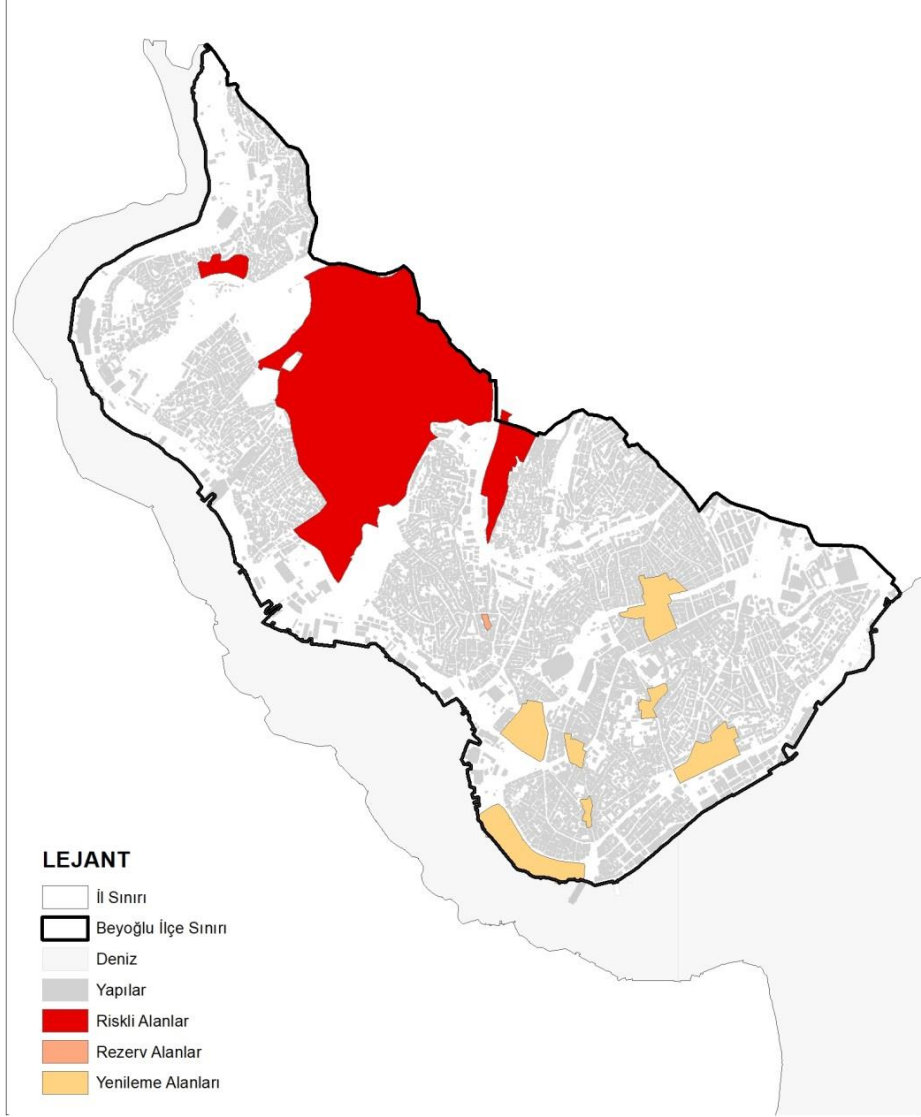 LEJANT
İl Sınırı
Beyoğlu İlçe Sınırı
Deniz
Yapılar
Riskli Alanlar
Rezerv Alanlar
Yenileme Alanları